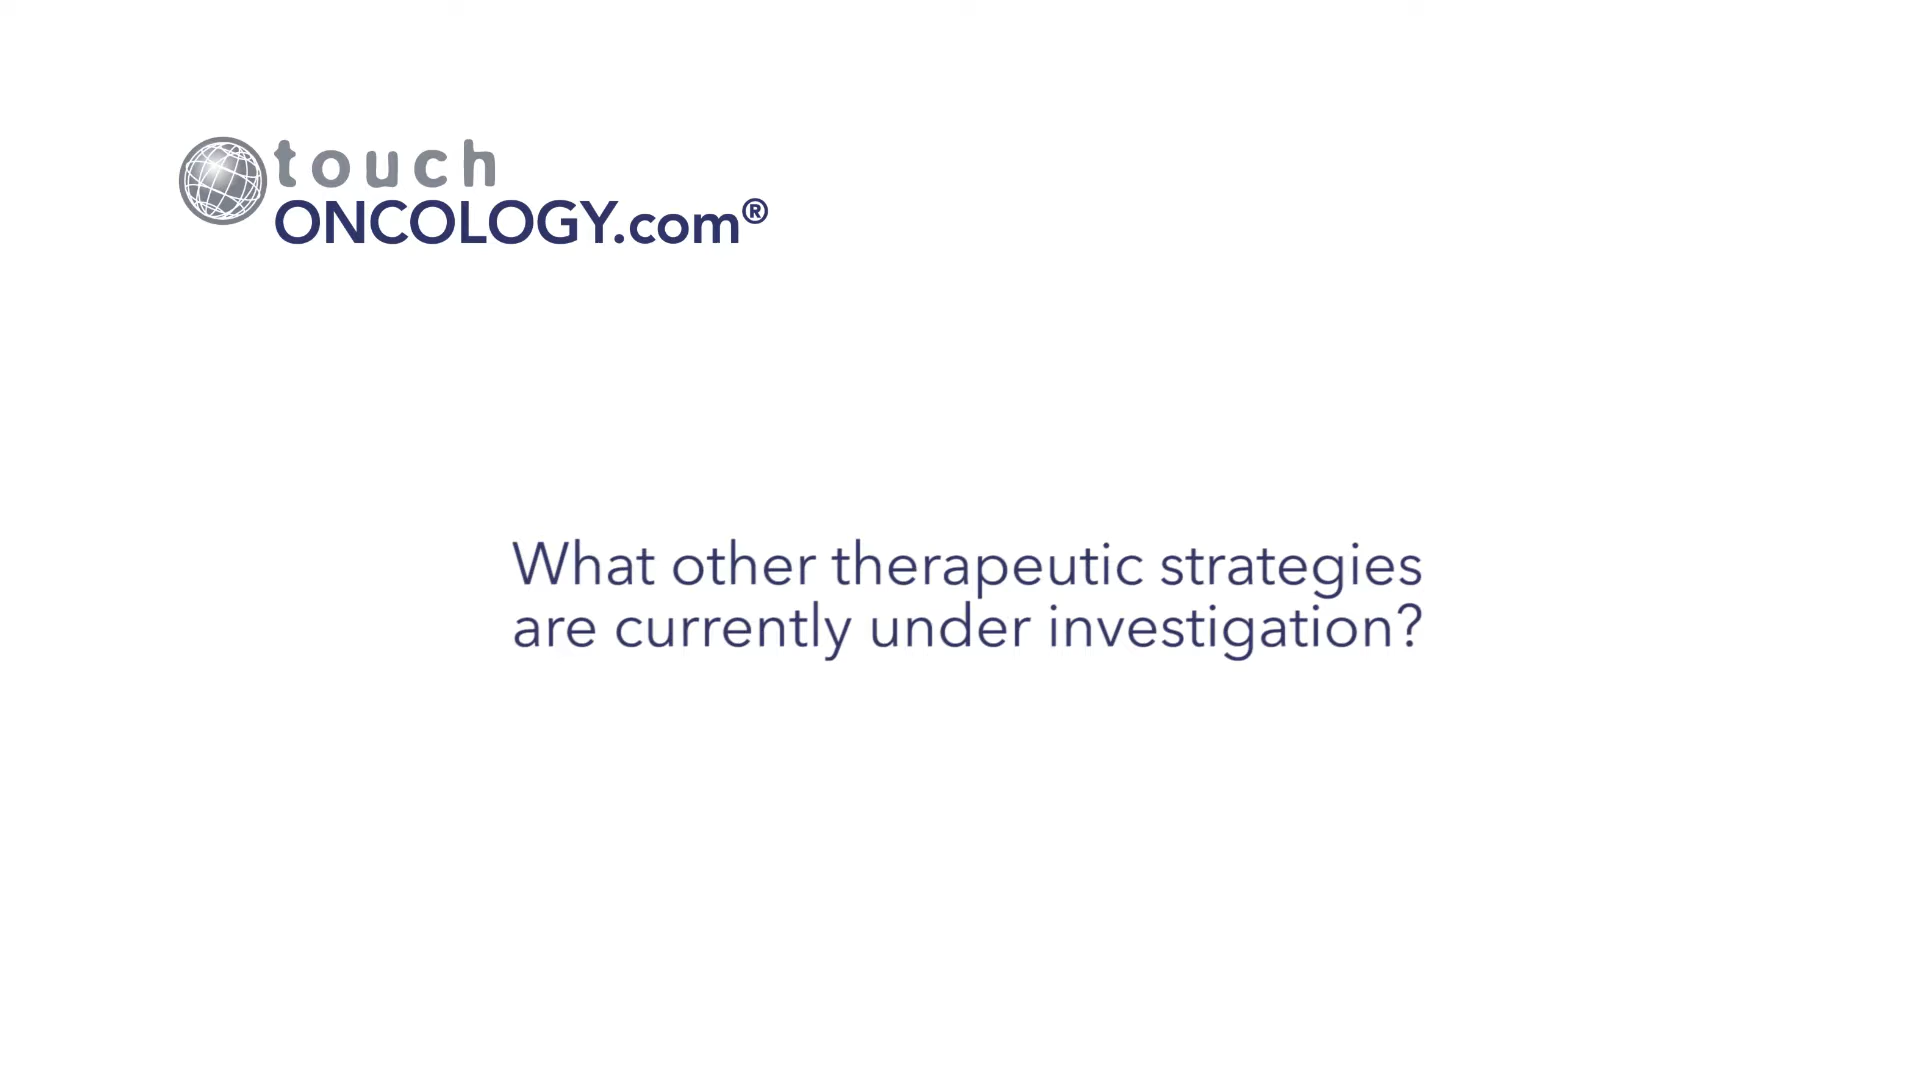 touch
ONCOLOGY.com®
What other therapeutic strategies
are currently under investigation?